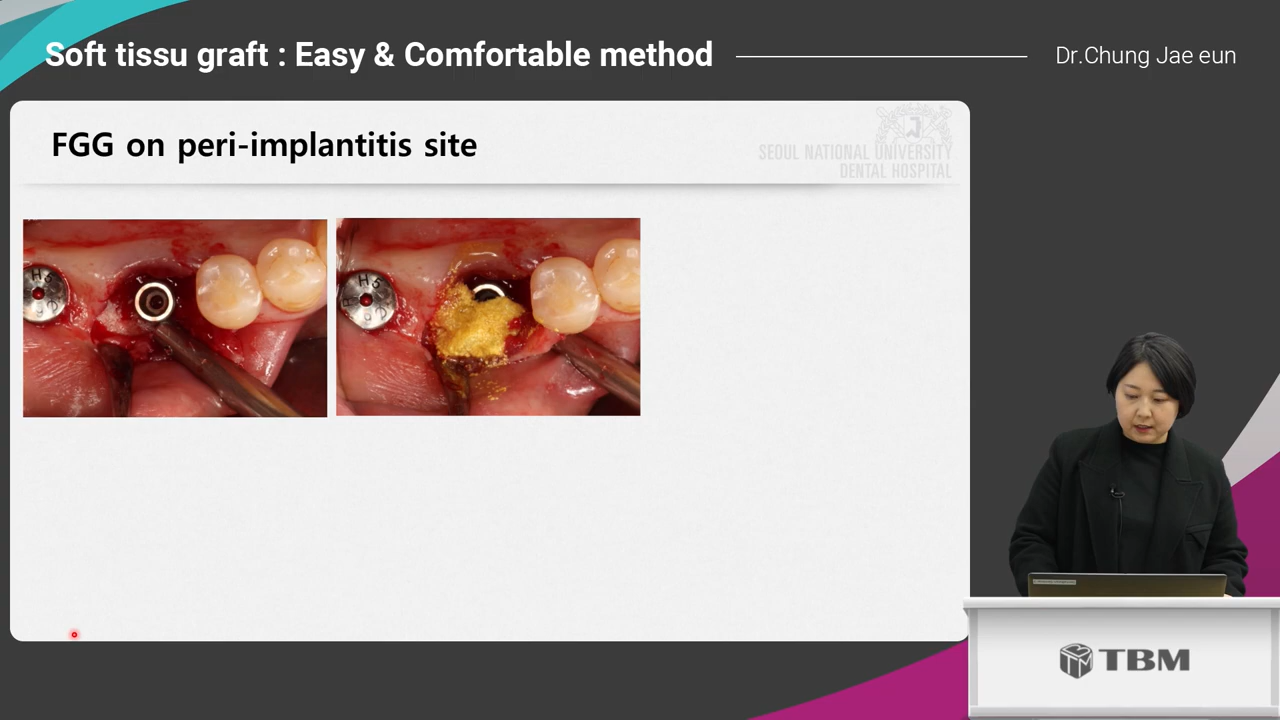 Soft tissu graft : Easy & Comfortable method
Dr.Chung Jae eun
FGG on peri-implantitis site
SEOUL NATIONAL UNIVERSITY
DENTAL HOSPITAL
TBM